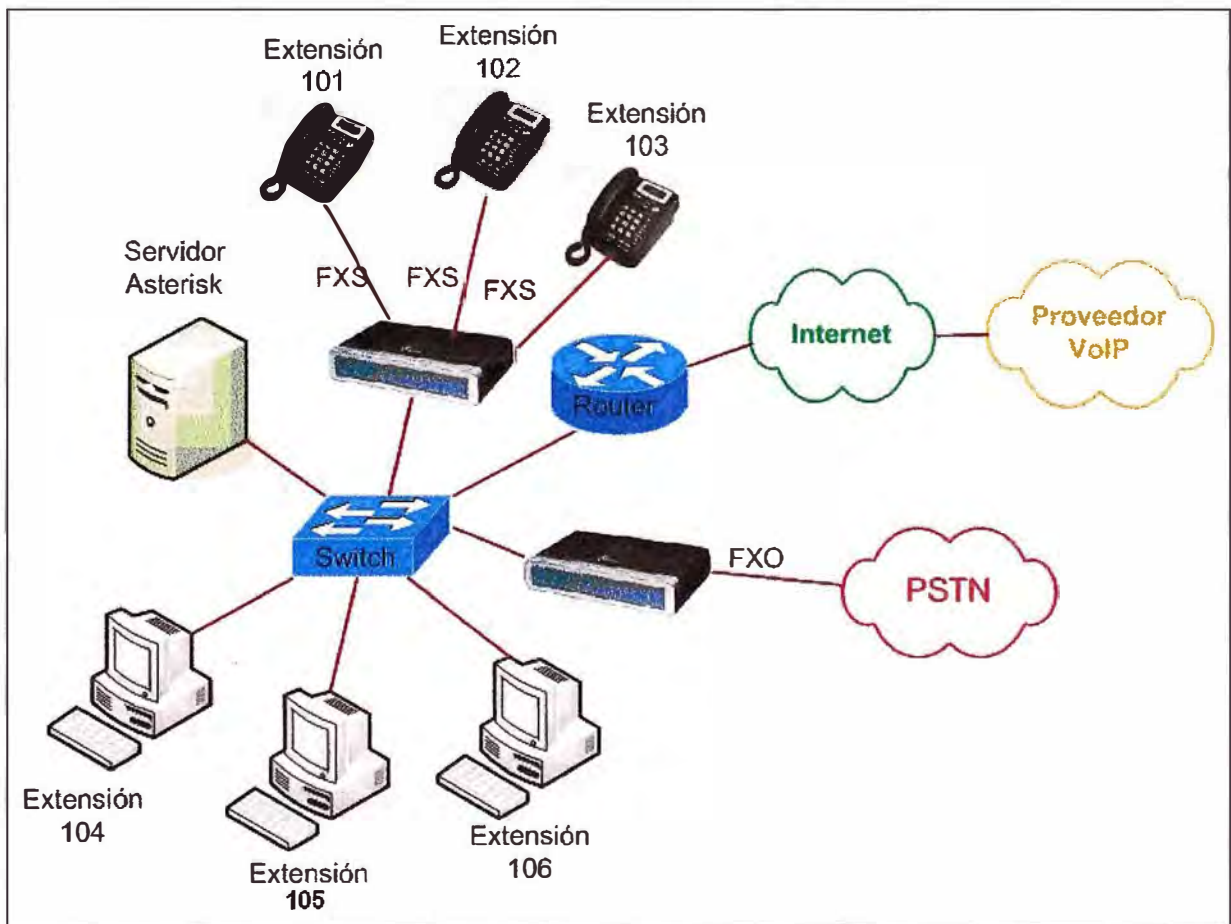 Extensión
101
Extensión
102
Extensión
103
Servidor
Asterisk
FXS
FXS
FXS
Internet
Proveedor
VoIP
Router
Switch
FXO
PSTN
Extensión
104
Extensión
105
Extensión
106